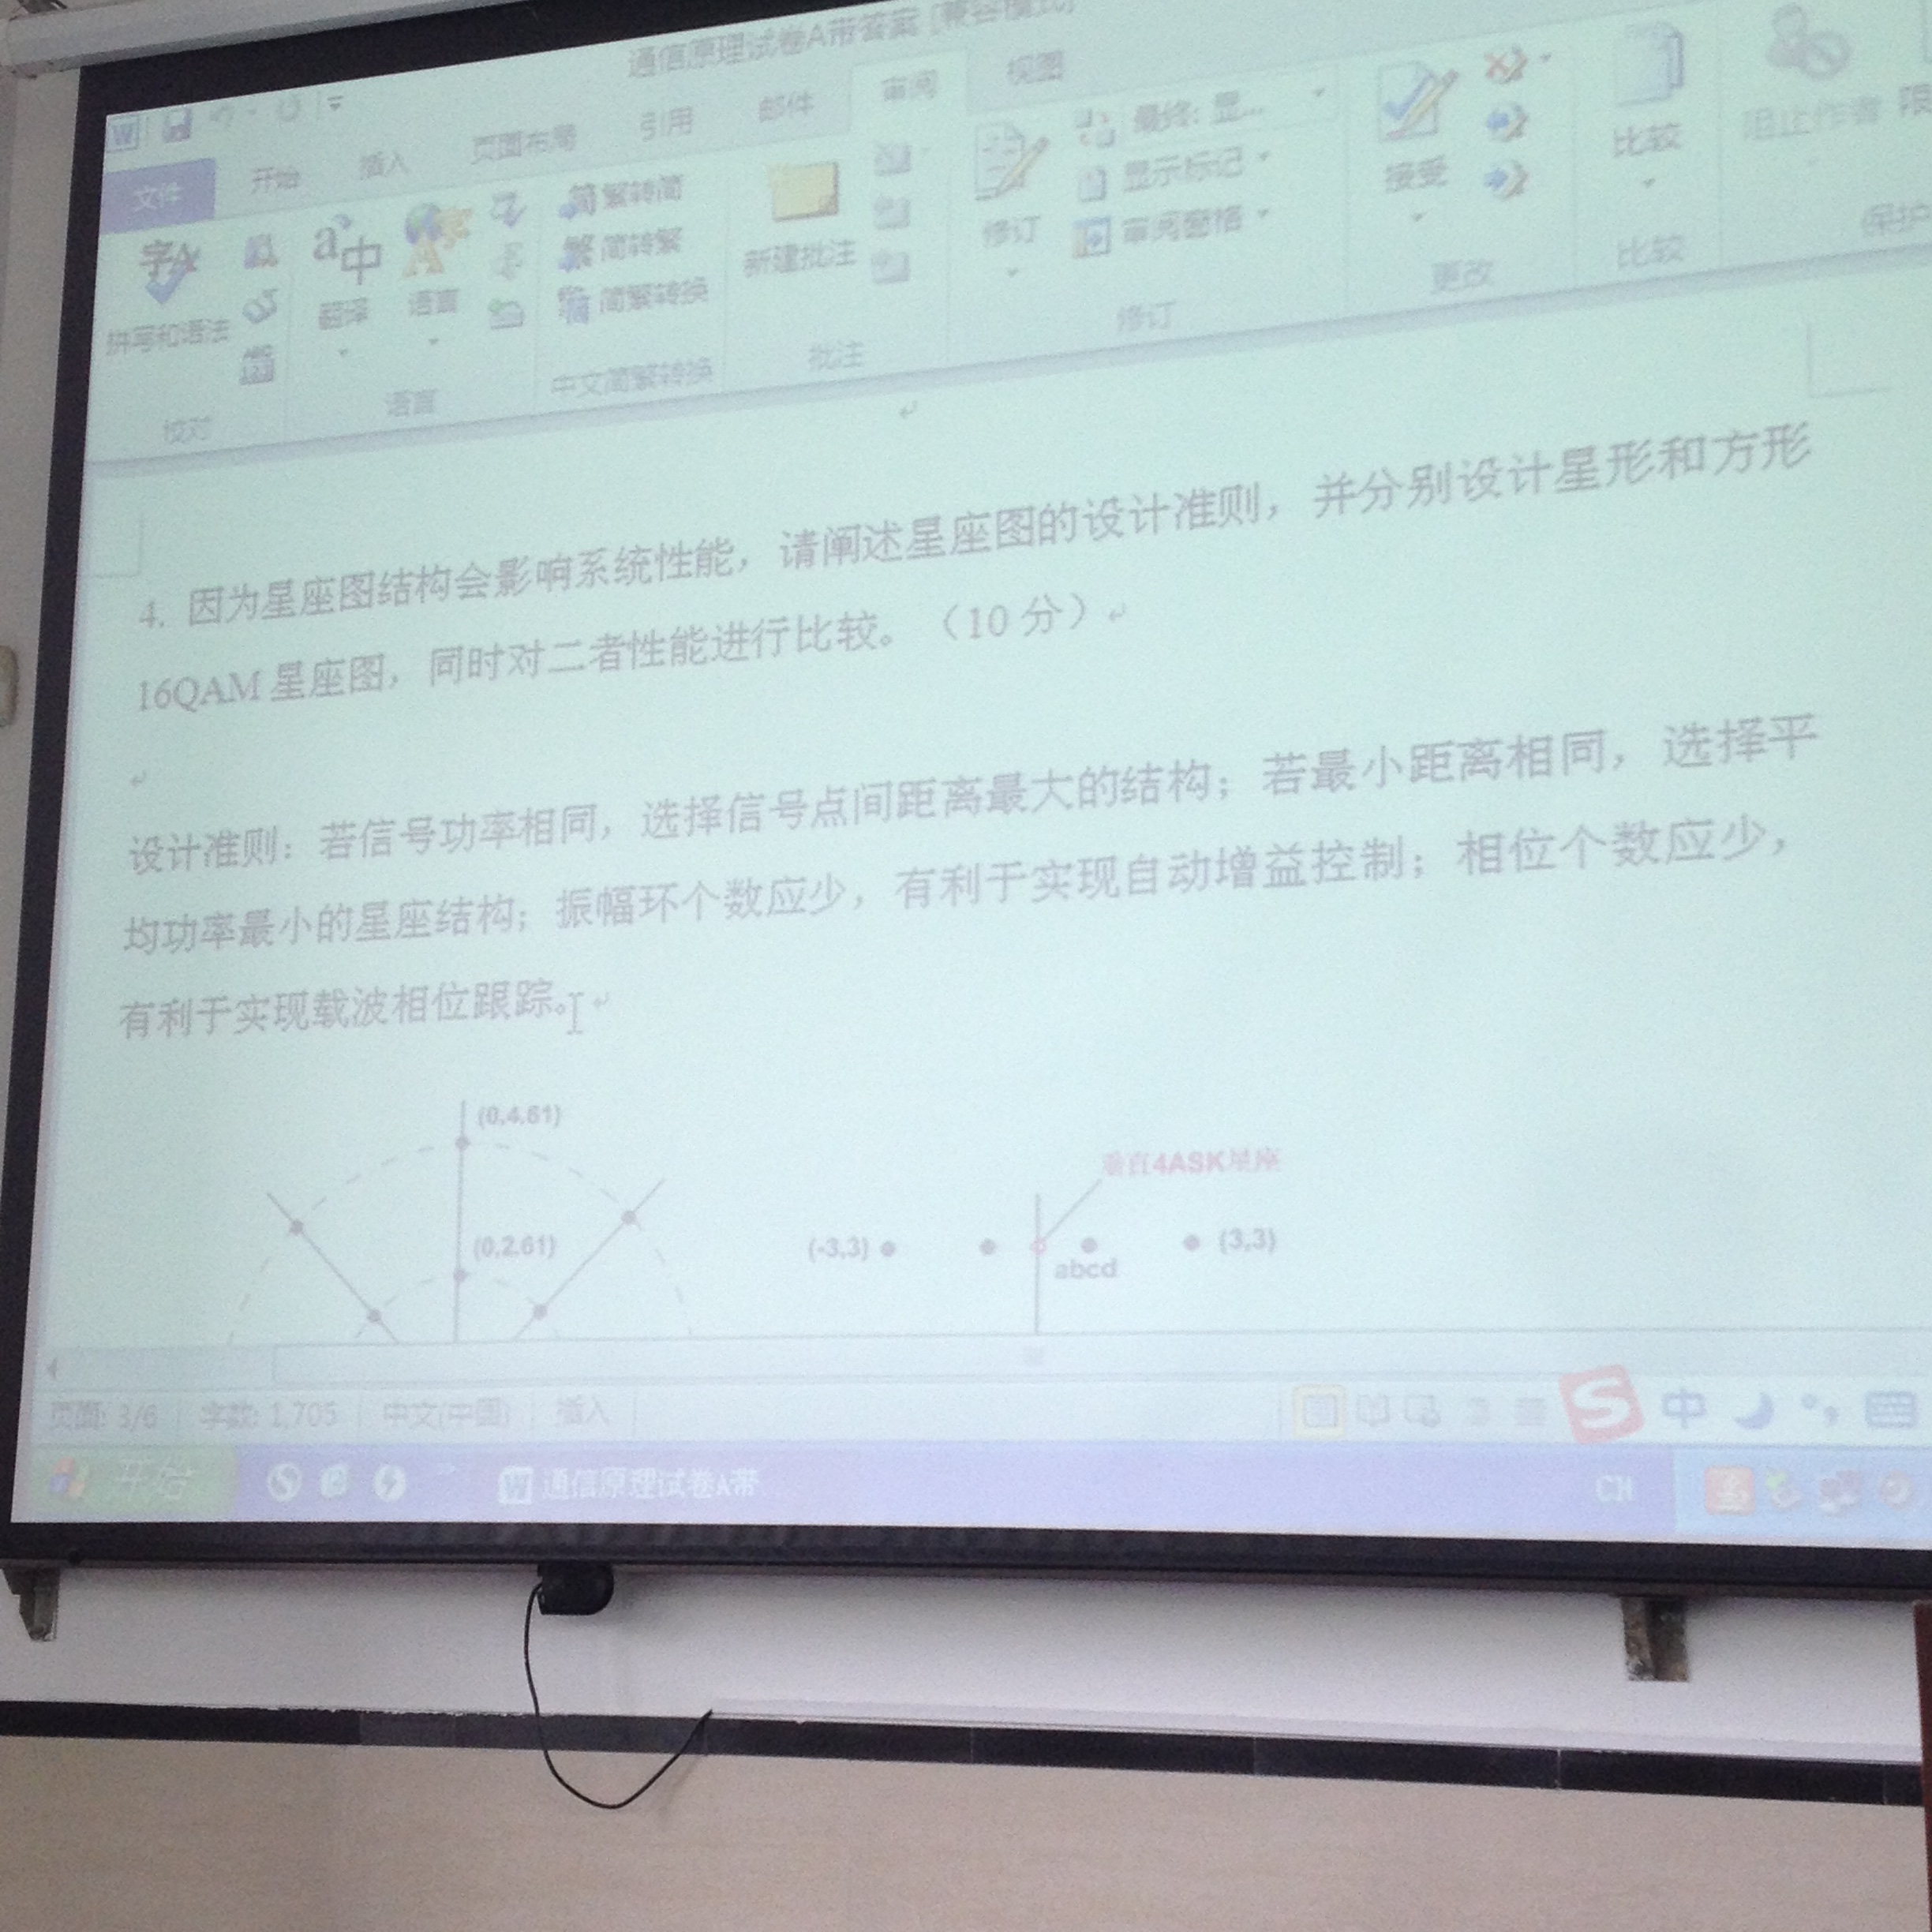 通信原理试卷A带答案 [兼容模式]
文件 开始 插入 页面布局 引用 邮件 审阅 视图
拼写和语法 翻译 语言 繁转简 新建批注 修订 最终: 显... 接受 比较 阻止作者
简转繁 显示标记
简繁转换 审阅窗格
校对 语言 中文简繁转换 批注 修订 更改 比较 保护
4. 因为星座图结构会影响系统性能，请阐述星座图的设计准则，并分别设计星形和方形
16QAM 星座图，同时对二者性能进行比较。（10 分）
设计准则：若信号功率相同，选择信号点间距离最大的结构；若最小距离相同，选择平
均功率最小的星座结构；振幅环个数应少，有利于实现自动增益控制；相位个数应少，
有利于实现载波相位跟踪。
(0,4.61)
垂直4ASK星座
(0,2.61) (-3,3) (3,3)
abcd
页面: 3/6 字数: 1,705 中文(中国) 插入
S 中
开始 通信原理试卷A带 CH